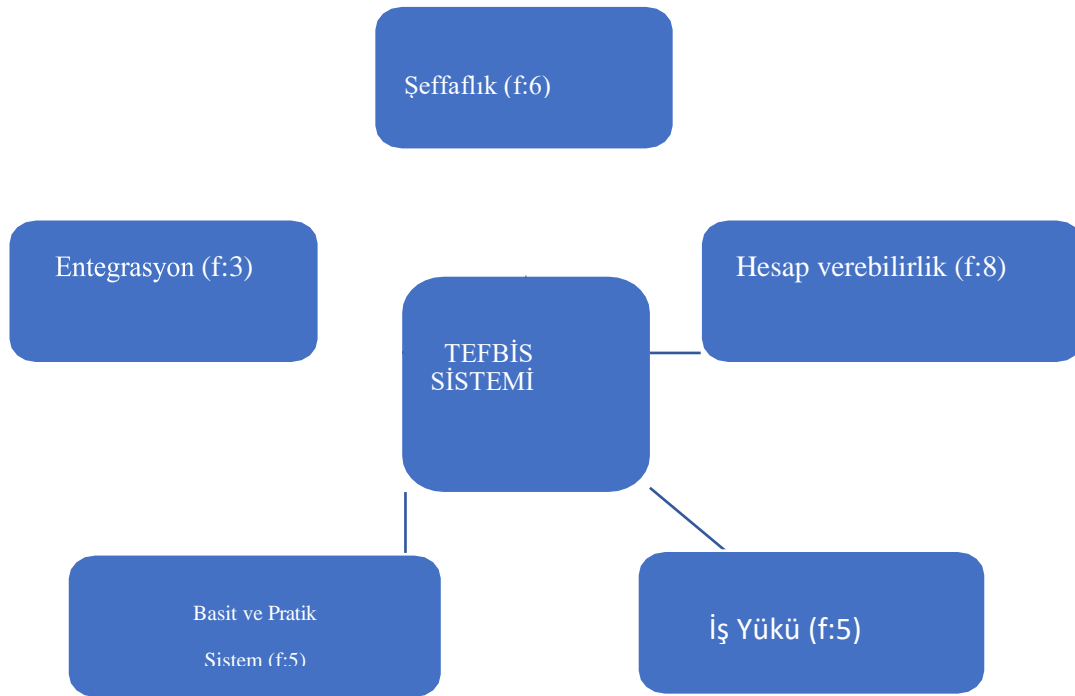 Şeffaflık (f:6)
Entegrasyon (f:3)
Hesap verebilirlik (f:8)
TEFBİS
SİSTEMİ
Basit ve Pratik
Sistem (f:5)
İş Yükü (f:5)